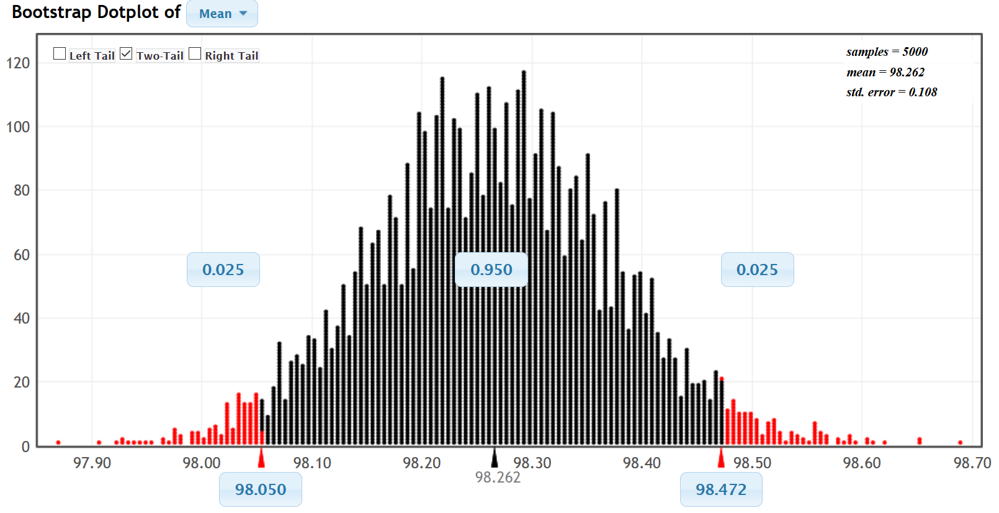 Bootstrap Dotplot of Mean
Left Tail Two-Tail Right Tail
samples = 5000
mean = 98.262
std. error = 0.108
120
100
80
60
40
20
0
0.025 0.950 0.025
97.90 98.00 98.10 98.20 98.30 98.40 98.50 98.60 98.70
98.262
98.050 98.472